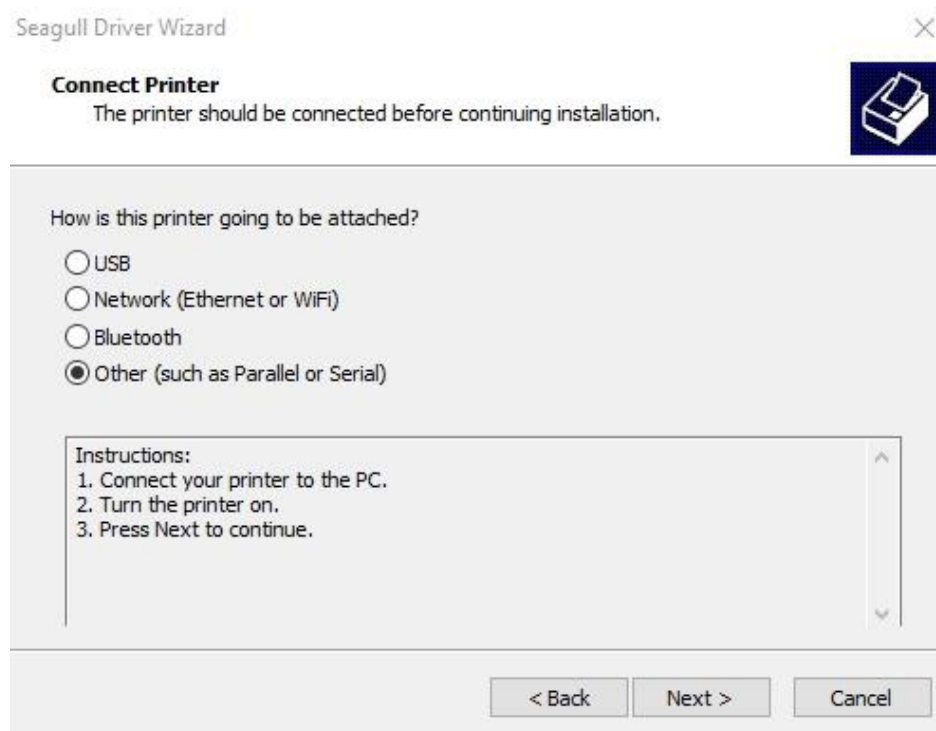 Seagull Driver Wizard
Connect Printer
The printer should be connected before continuing installation.
How is this printer going to be attached?
USB
Network (Ethernet or WiFi)
Bluetooth
Other (such as Parallel or Serial)
Instructions:
1. Connect your printer to the PC.
2. Turn the printer on.
3. Press Next to continue.
< Back
Next >
Cancel